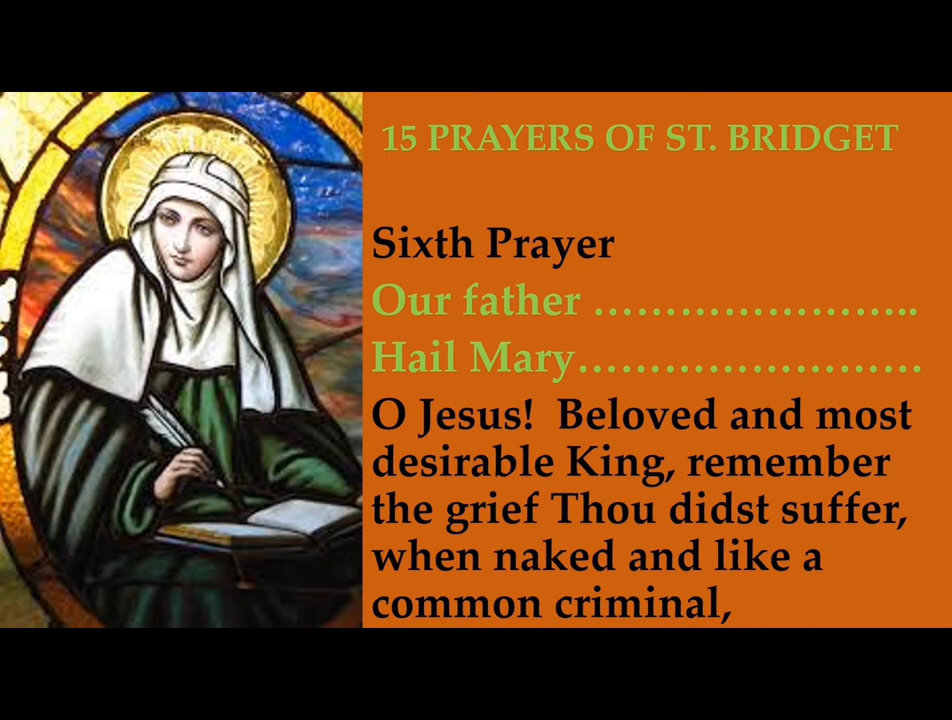 15 PRAYERS OF ST. BRIDGET
Sixth Prayer
Our father ……………………..
Hail Mary……………………
O Jesus!  Beloved and most
desirable King, remember
the grief Thou didst suffer,
when naked and like a
common criminal,